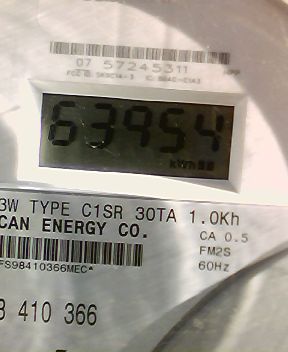 07 57245311
63954
kWh
3W TYPE C1SR 30TA 1.0Kh
CAN ENERGY CO.
CA 0.5
FM2S
60Hz
FS98410366MEC*
8 410 366